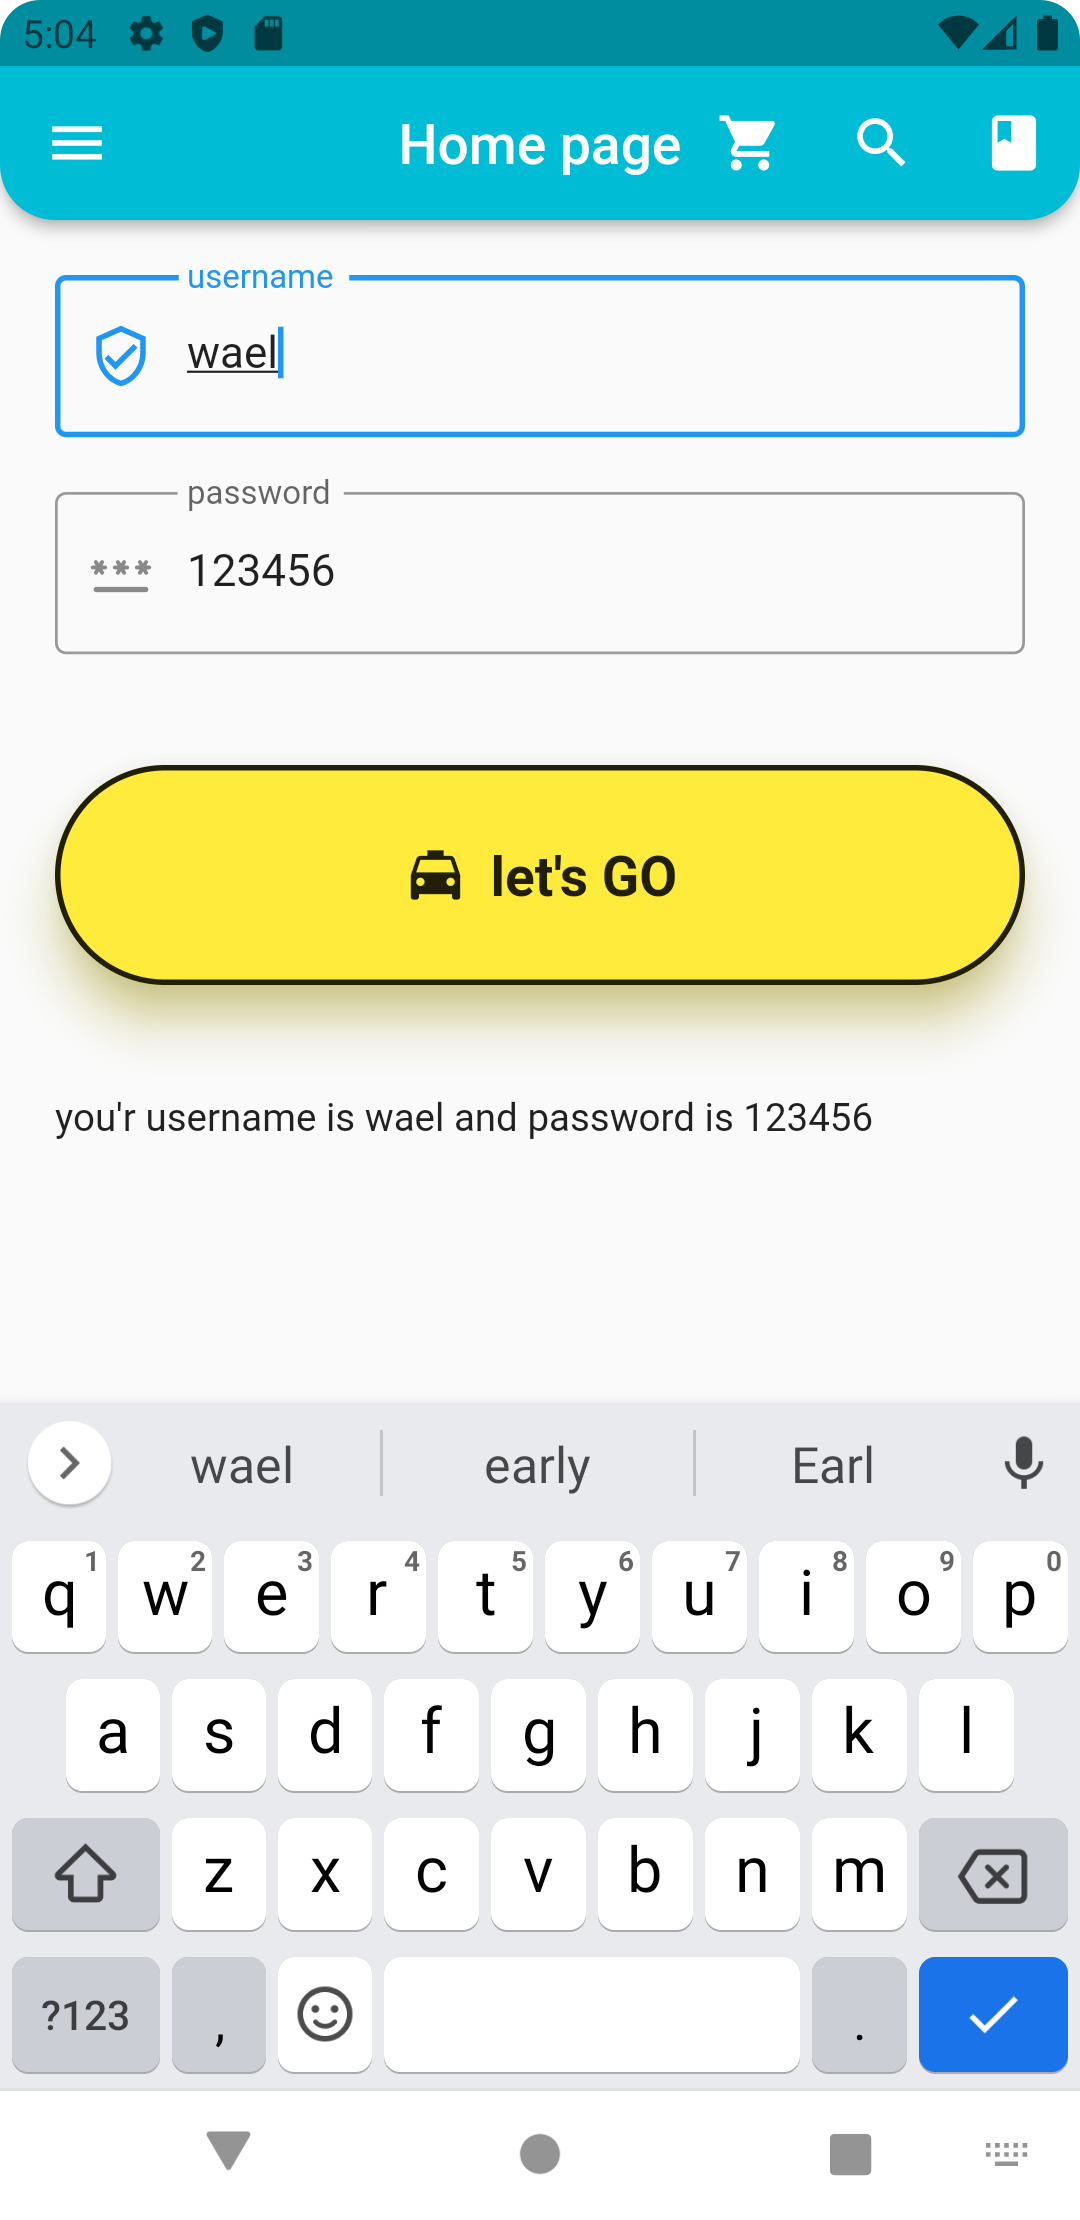 5:04
Home page
username
wael
password
***
123456
let's GO
you'r username is wael and password is 123456
wael early Earl
q 1 w 2 e 3 r 4 t 5 y 6 u 7 i 8 o 9 p 0
a s d f g h j k l
z x c v b n m
?123 , .